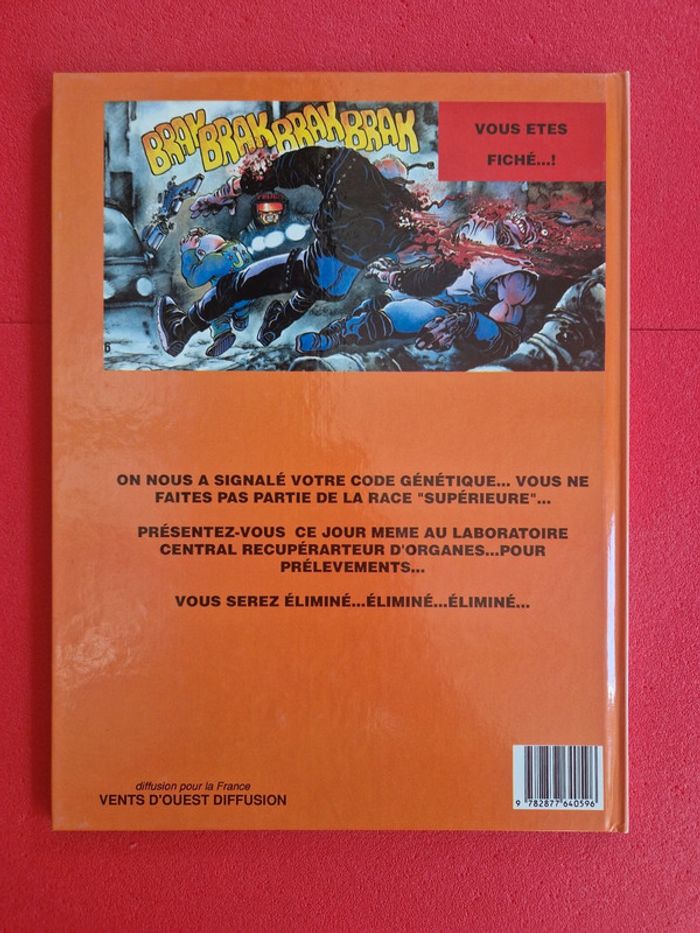 BRAK BRAK BRAK BRAK
VOUS ETES
FICHÉ...!
6
ON NOUS A SIGNALÉ VOTRE CODE GÉNÉTIQUE... VOUS NE
FAITES PAS PARTIE DE LA RACE "SUPÉRIEURE"...
PRÉSENTEZ-VOUS CE JOUR MEME AU LABORATOIRE
CENTRAL RECUPÉRARTEUR D'ORGANES...POUR
PRÉLEVEMENTS...
VOUS SEREZ ÉLIMINÉ...ÉLIMINÉ...ÉLIMINÉ...
diffusion pour la France
VENTS D'OUEST DIFFUSION
9 782877 640596